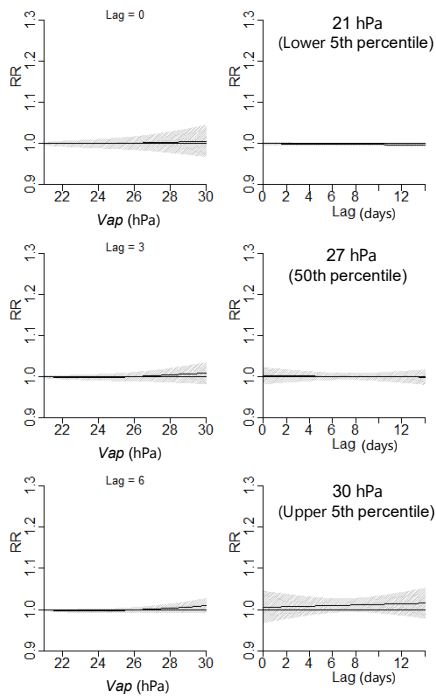 Lag = 0
RR
0.9 1.0 1.1 1.2 1.3
22 24 26 28 30
Vap (hPa)
21 hPa
(Lower 5th percentile)
RR
0.9 1.0 1.1 1.2 1.3
0 2 4 6 8 12
Lag (days)
Lag = 3
RR
0.9 1.0 1.1 1.2 1.3
22 24 26 28 30
Vap (hPa)
27 hPa
(50th percentile)
RR
0.9 1.0 1.1 1.2 1.3
0 2 4 6 8 12
Lag (days)
Lag = 6
RR
0.9 1.0 1.1 1.2 1.3
22 24 26 28 30
Vap (hPa)
30 hPa
(Upper 5th percentile)
RR
0.9 1.0 1.1 1.2 1.3
0 2 4 6 8 12
Lag (days)